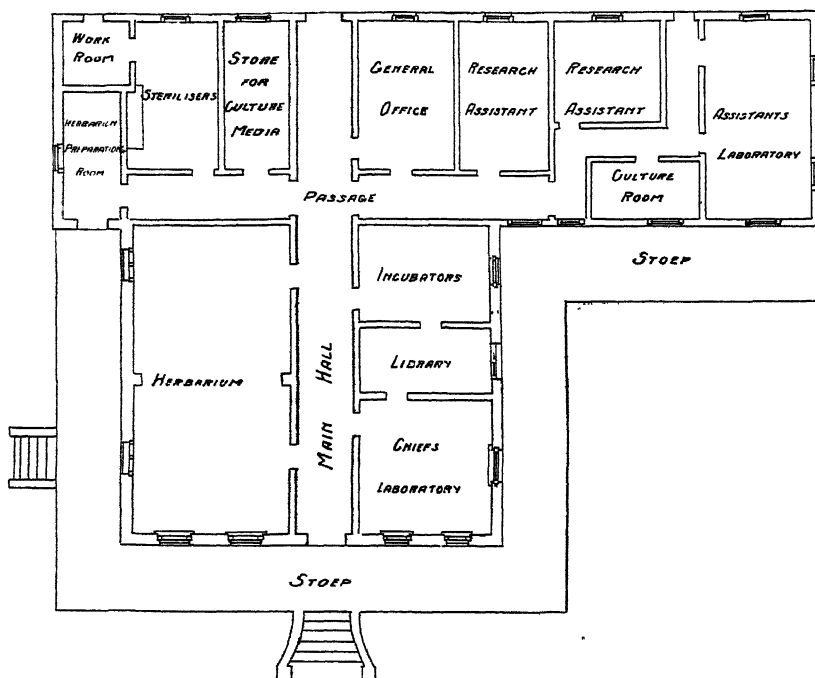 WORK
ROOM
STERILISERS
STORE
FOR
CULTURE
MEDIA
GENERAL
OFFICE
RESEARCH
ASSISTANT
RESEARCH
ASSISTANT
ASSISTANTS
LABORATORY
HERBARIUM
PREPARATION
ROOM
CULTURE
ROOM
PASSAGE
STOEP
INCUBATORS
LIBRARY
HERBARIUM
MAIN HALL
CHIEFS
LABORATORY
STOEP